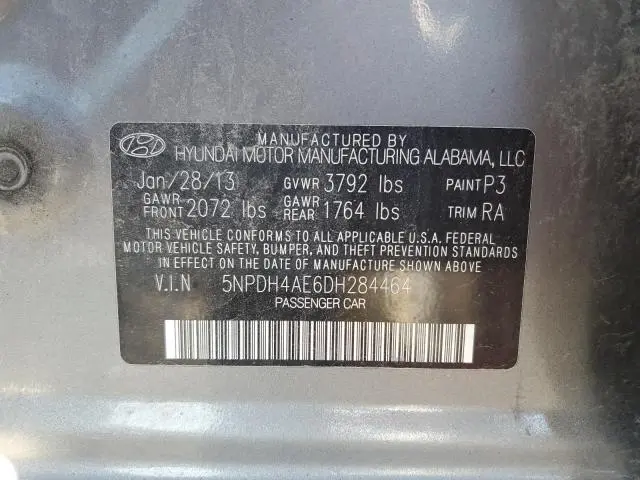 MANUFACTURED BY
HYUNDAI MOTOR MANUFACTURING ALABAMA, LLC
Jan/28/13 GVWR 3792 lbs PAINT P3
GAWR FRONT 2072 lbs GAWR REAR 1764 lbs TRIM RA
THIS VEHICLE CONFORMS TO ALL APPLICABLE U.S.A. FEDERAL
MOTOR VEHICLE SAFETY, BUMPER, AND THEFT PREVENTION STANDARDS
IN EFFECT ON THE DATE OF MANUFACTURE SHOWN ABOVE.
V.I.N 5NPDH4AE6DH284464
PASSENGER CAR